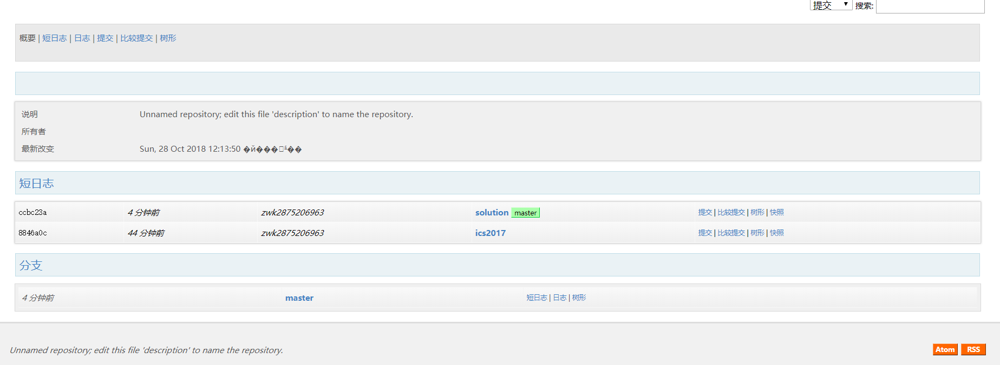 提交 搜索:
概要 | 短日志 | 日志 | 提交 | 比较提交 | 树形
说明 Unnamed repository; edit this file 'description' to name the repository.
所有者
最新改变 Sun, 28 Oct 2018 12:13:50
短日志
ccbc23a 4 分钟前 zwk2875206963 solution master 提交 | 比较提交 | 树形 | 快照
8846a0c 44 分钟前 zwk2875206963 ics2017 提交 | 比较提交 | 树形 | 快照
分支
4 分钟前 master 短日志 | 日志 | 树形
Unnamed repository; edit this file 'description' to name the repository. Atom RSS